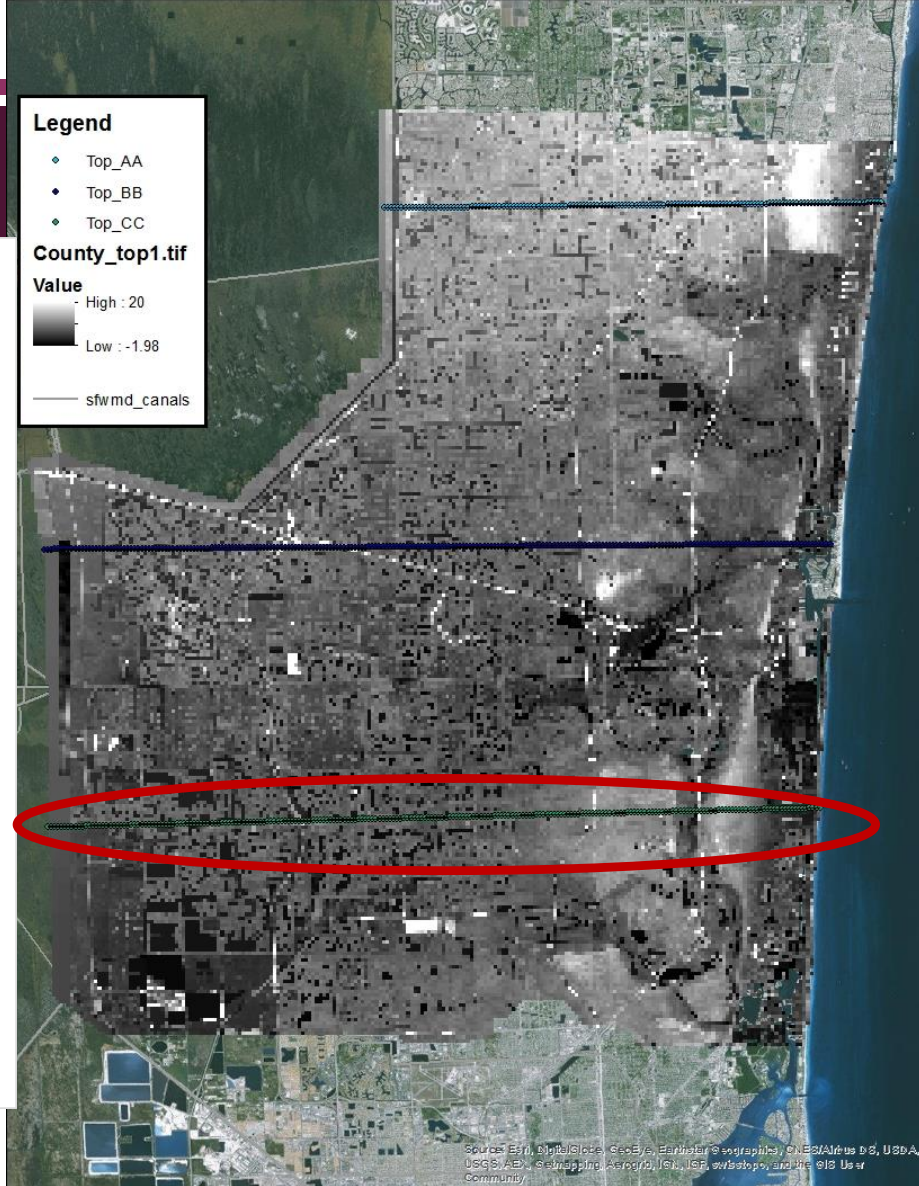 Legend
Top_AA
Top_BB
Top_CC
County_top1.tif
Value
High : 20
Low : -1.98
sfwmd_canals
Source: Esri, DigitalGlobe, GeoEye, Earthstar Geographics, CNES/Airbus DS, USDA,
USGS, AEX, Getmapping, Aerogrid, IGN, IGP, swisstopo, and the GIS User
Community